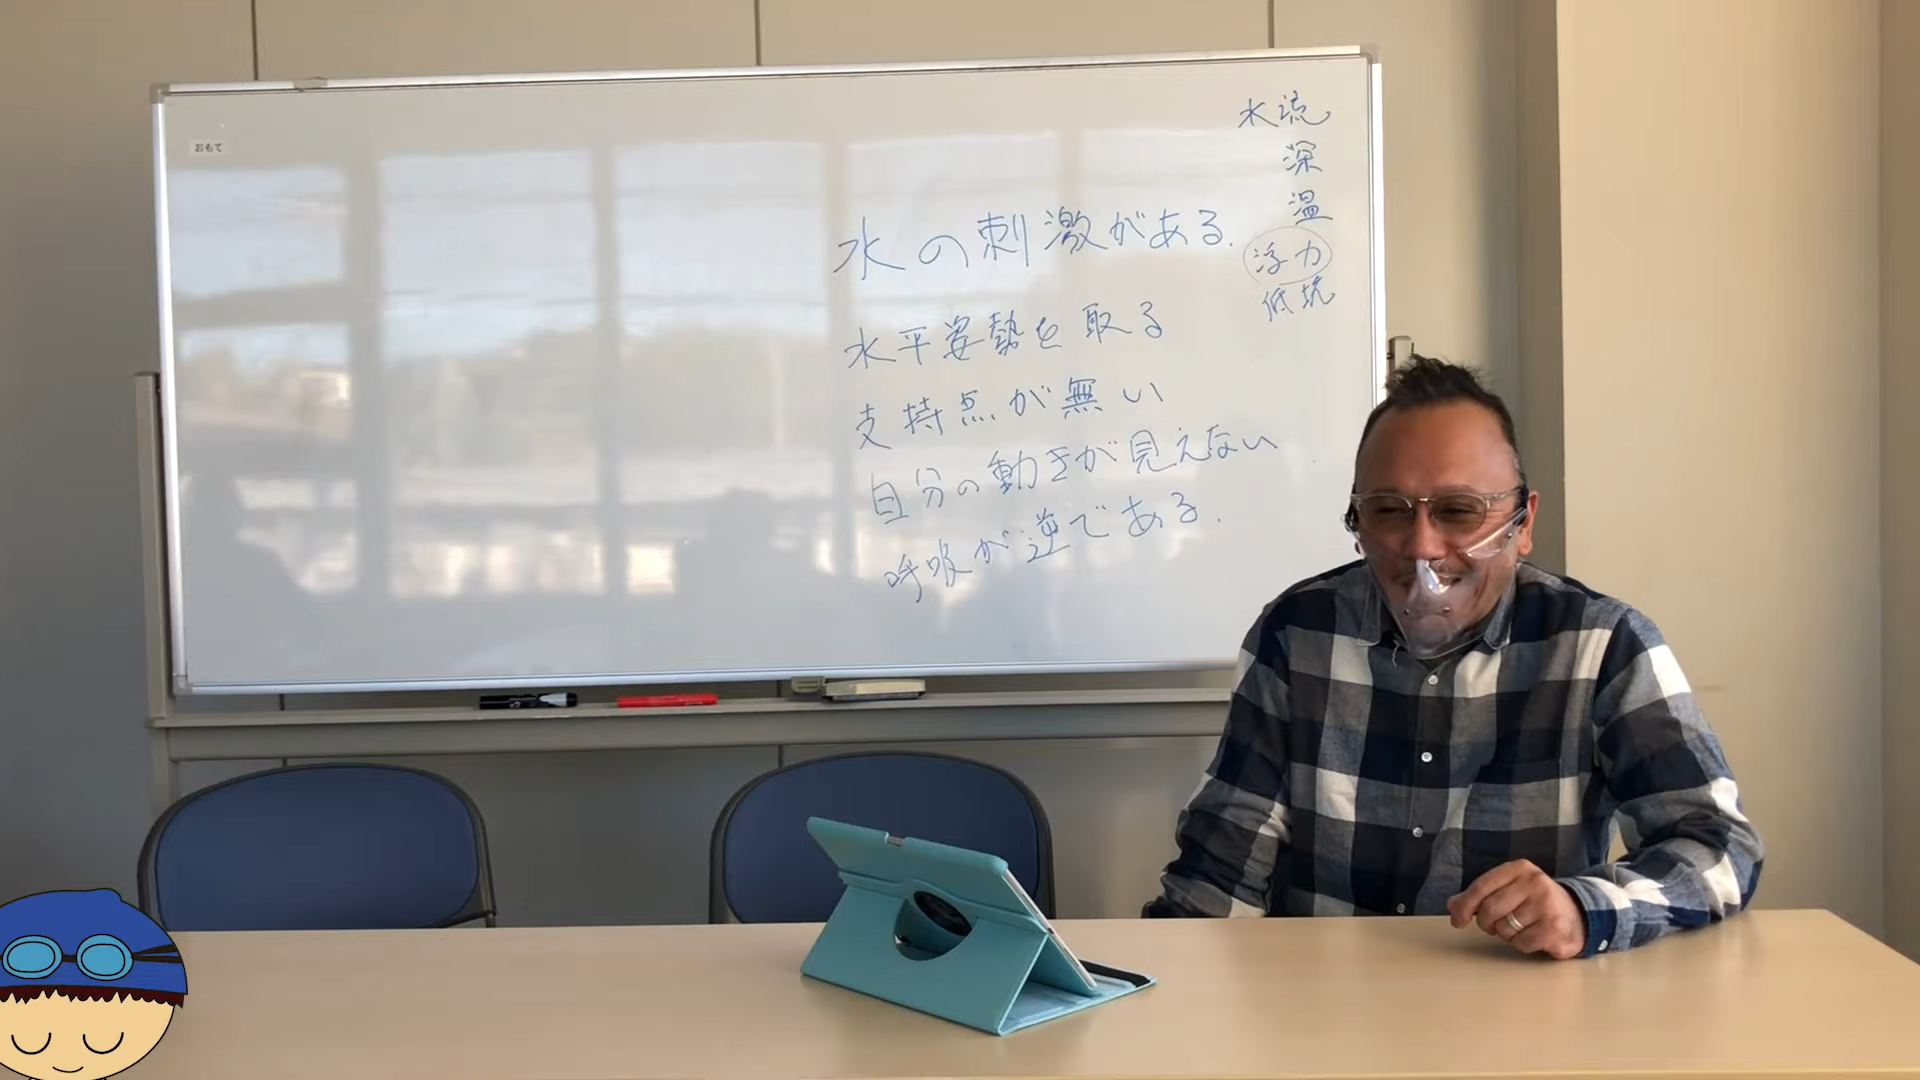 おもて
水の刺激がある.
水平姿勢を取る
支持点が無い
自分の動きが見えない
呼吸が逆である.
水流
深
温
浮力
低坑